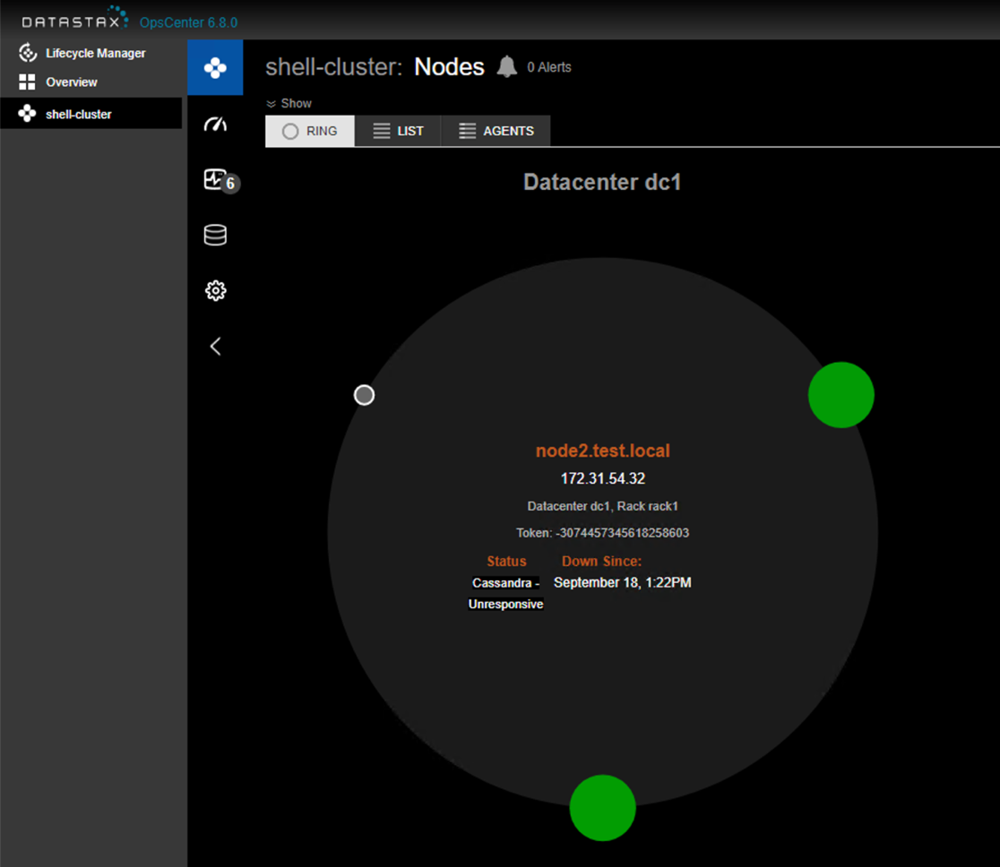 DATASTAX OpsCenter 6.8.0
Lifecycle Manager
Overview
shell-cluster
6
shell-cluster: Nodes 0 Alerts
Show
RING LIST AGENTS
Datacenter dc1
node2.test.local
172.31.54.32
Datacenter dc1, Rack rack1
Token: -3074457345618258603
Status Down Since:
Cassandra - September 18, 1:22PM
Unresponsive